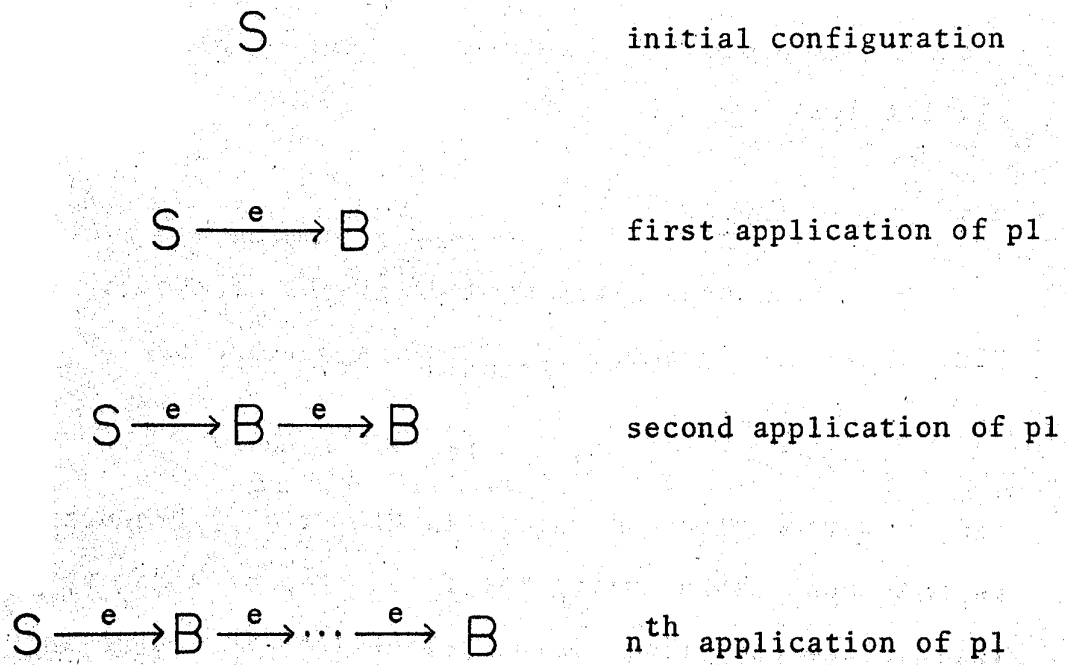 S initial configuration
e
S → B first application of p1
e e
S → B → B second application of p1
e e e
S → B → ··· → B nth application of p1